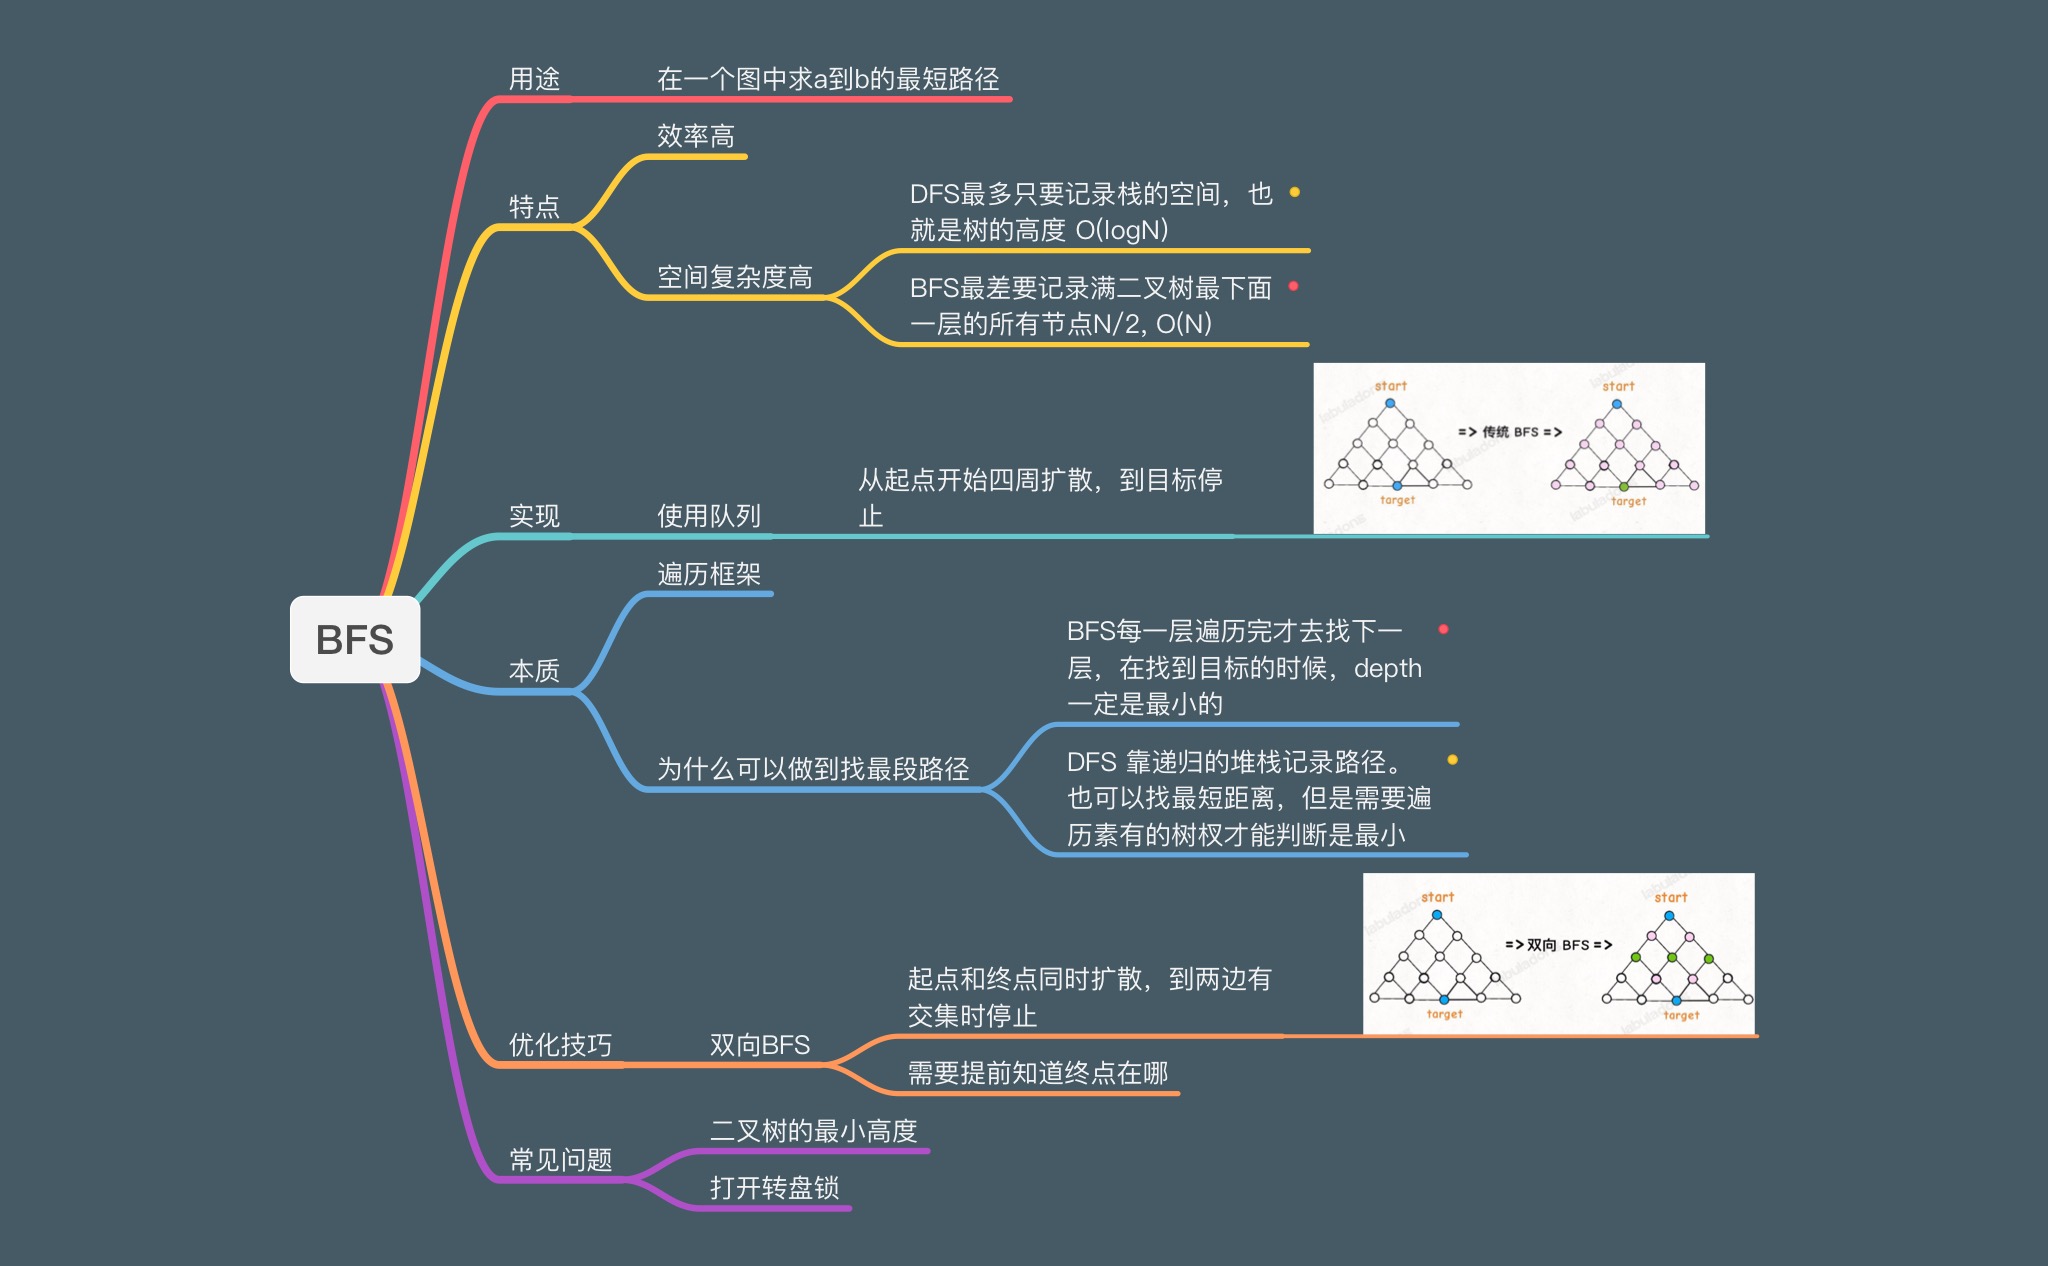 用途
在一个图中求a到b的最短路径
效率高
特点
DFS最多只要记录栈的空间，也
就是树的高度 O(logN)
空间复杂度高
BFS最差要记录满二叉树最下面
一层的所有节点N/2, O(N)
start
start
=> 传统 BFS =>
target
target
从起点开始四周扩散，到目标停
止
实现
使用队列
遍历框架
BFS
本质
BFS每一层遍历完才去找下一
层，在找到目标的时候，depth
一定是最小的
为什么可以做到找最段路径
DFS 靠递归的堆栈记录路径。
也可以找最短距离，但是需要遍
历素有的树杈才能判断是最小
start
start
=> 双向 BFS =>
target
target
起点和终点同时扩散，到两边有
交集时停止
优化技巧
双向BFS
需要提前知道终点在哪
二叉树的最小高度
常见问题
打开转盘锁